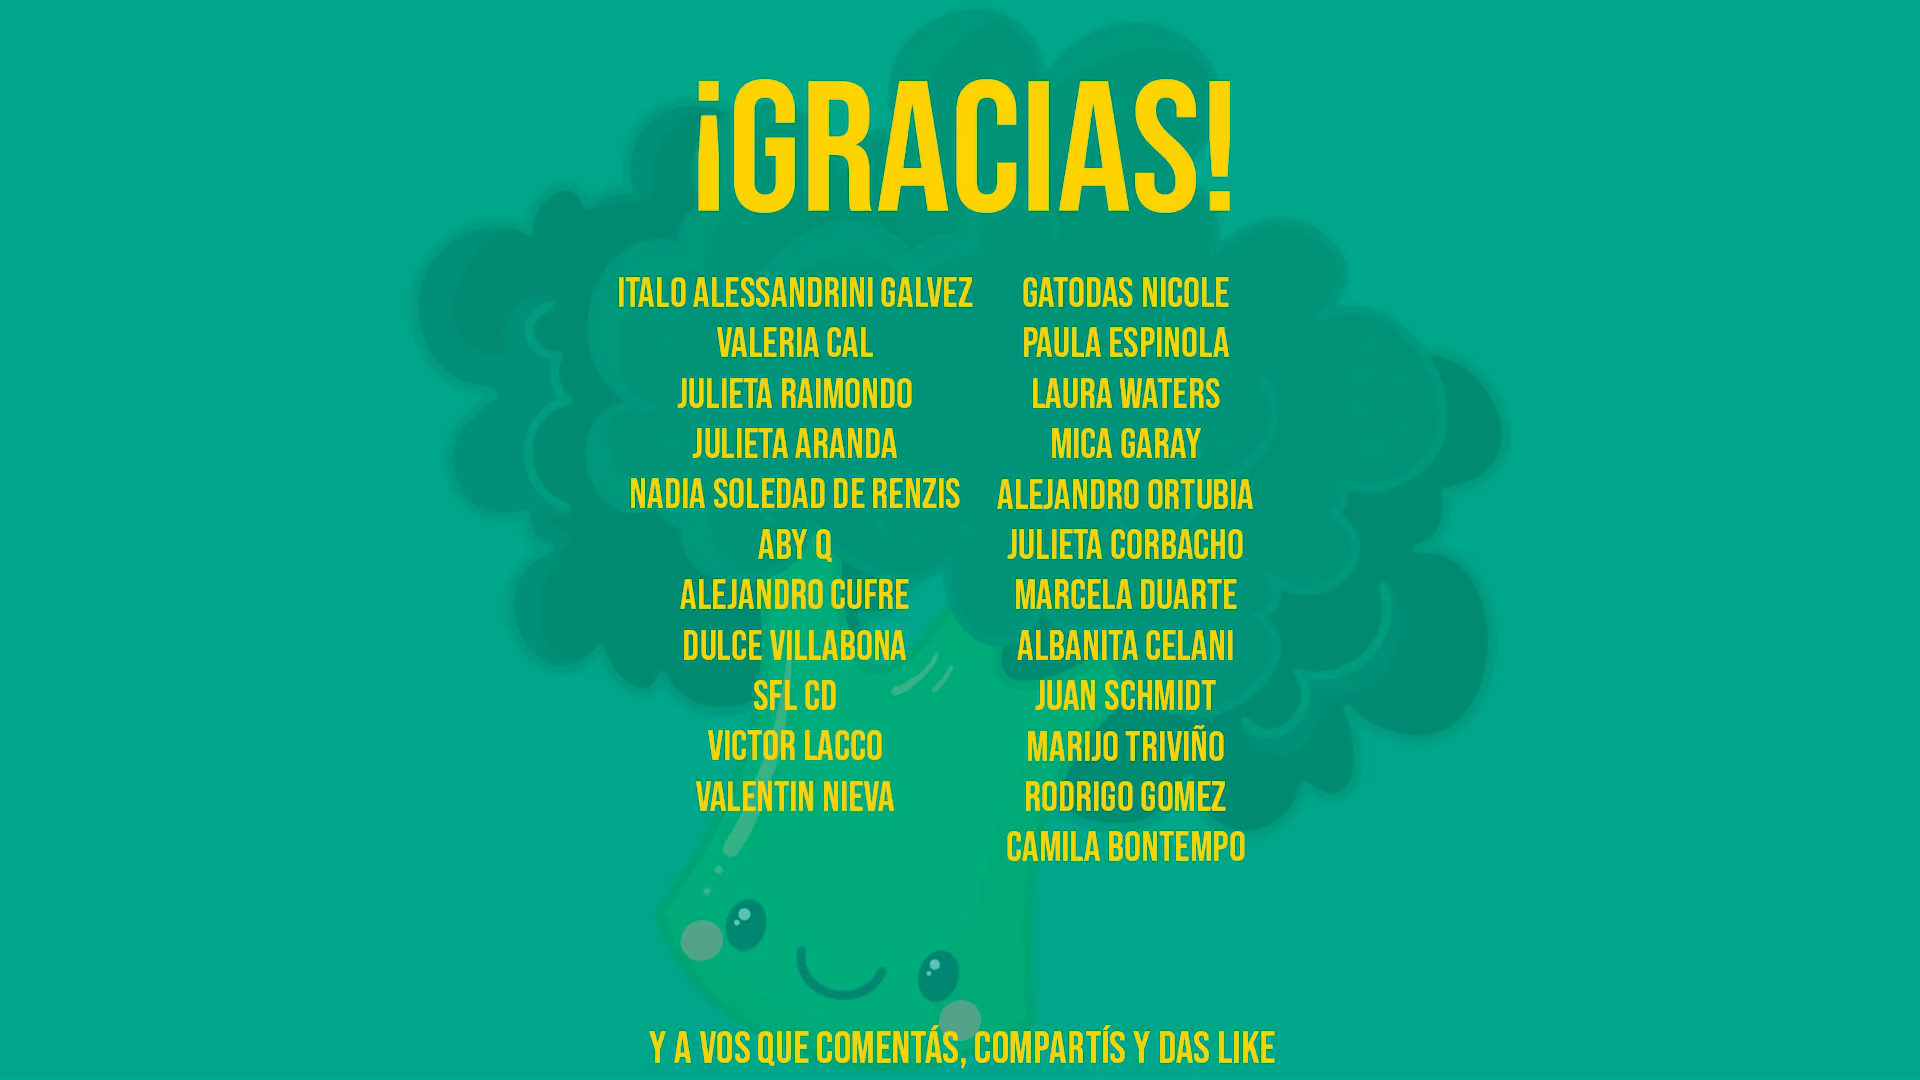 ¡GRACIAS!
ITALO ALESSANDRINI GALVEZ
VALERIA CAL
JULIETA RAIMONDO
JULIETA ARANDA
NADIA SOLEDAD DE RENZIS
ABY Q
ALEJANDRO CUFRE
DULCE VILLABONA
SFL CD
VICTOR LACCO
VALENTIN NIEVA
GATODAS NICOLE
PAULA ESPINOLA
LAURA WATERS
MICA GARAY
ALEJANDRO ORTUBIA
JULIETA CORBACHO
MARCELA DUARTE
ALBANITA CELANI
JUAN SCHMIDT
MARIJO TRIVIÑO
RODRIGO GOMEZ
CAMILA BONTEMPO
Y A VOS QUE COMENTÁS, COMPARTÍS Y DAS LIKE